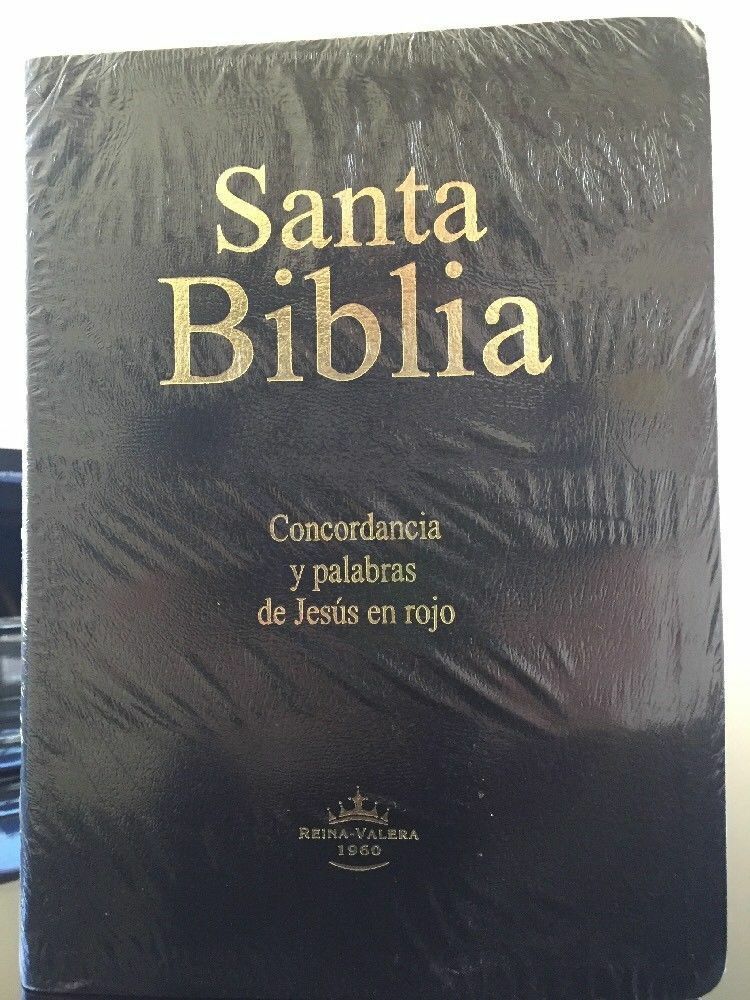 Santa
Biblia
Concordancia
y palabras
de Jesús en rojo
REINA-VALERA
1960